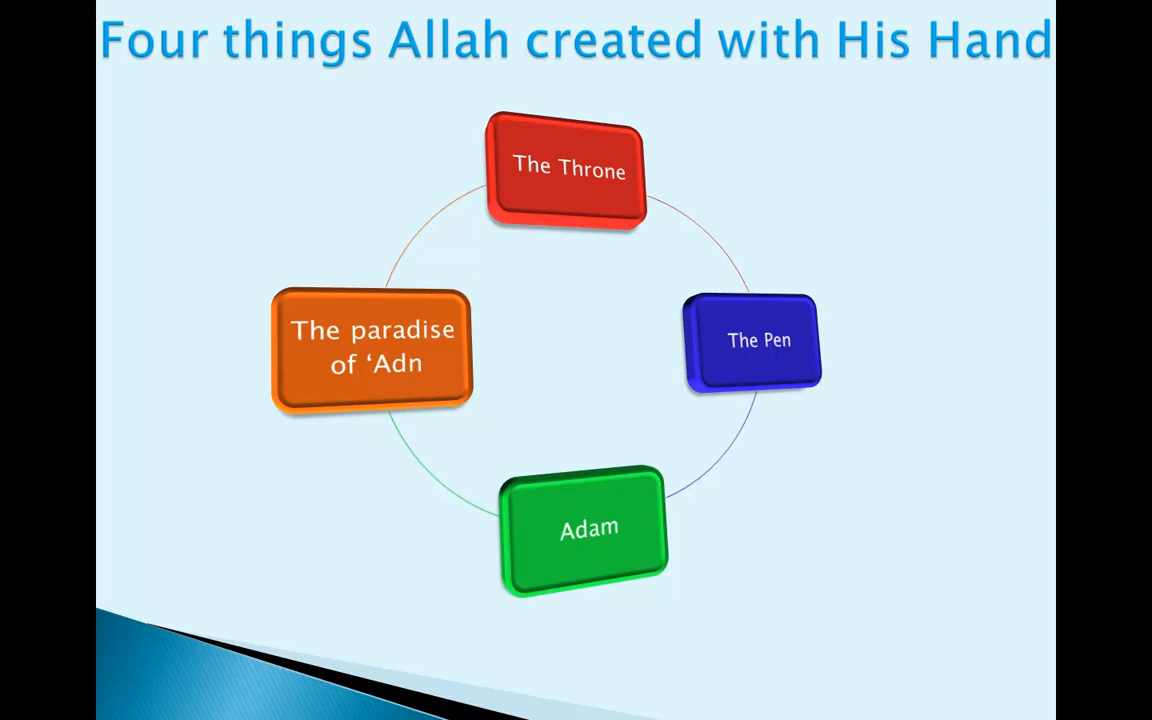 Four things Allah created with His Hand
The Throne
The Pen
Adam
The paradise
of ‘Adn